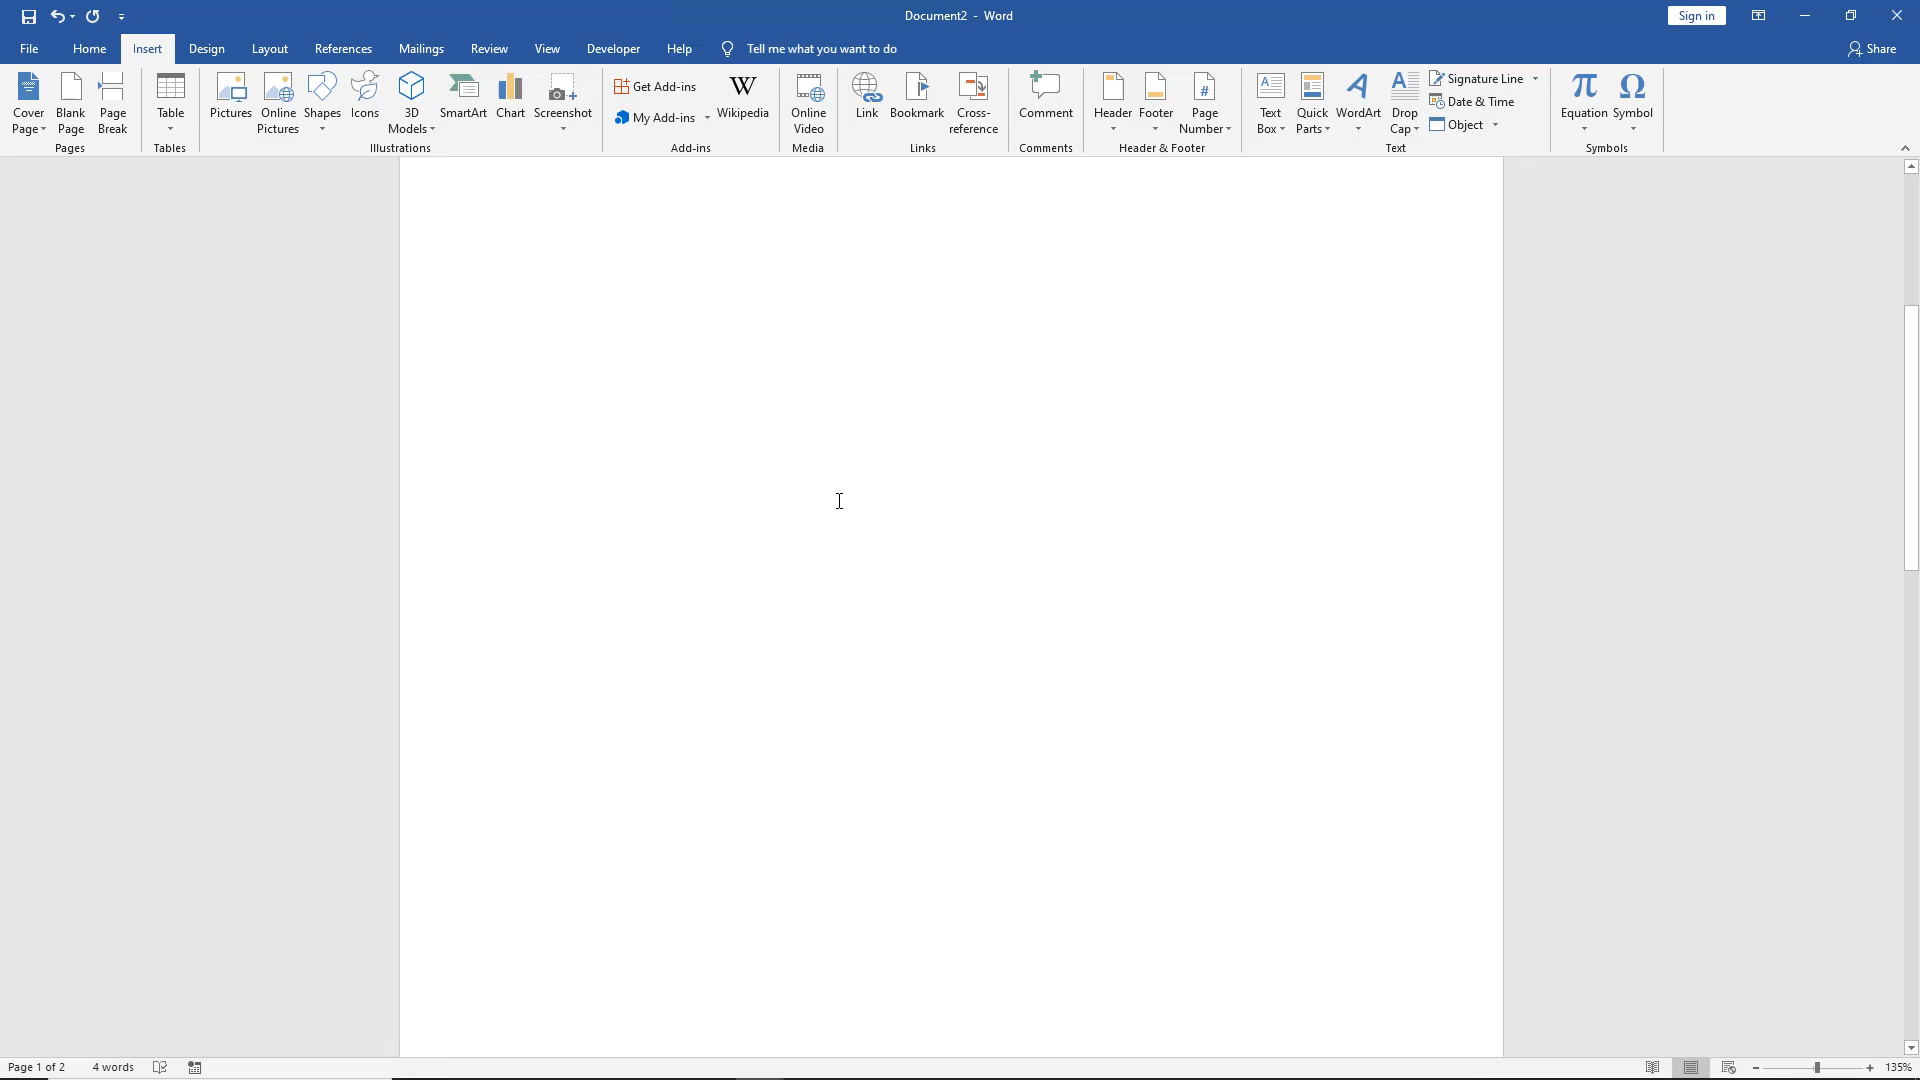 Document2 - Word
Sign in
File Home Insert Design Layout References Mailings Review View Developer Help Tell me what you want to do Share
Cover Page
Blank Page
Page Break
Pages
Table
Tables
Pictures
Online Pictures
Shapes
Icons
3D Models
SmartArt
Chart
Screenshot
Illustrations
Get Add-ins
My Add-ins
W
Wikipedia
Add-ins
Online Video
Media
Link
Bookmark
Cross-reference
Links
Comment
Comments
Header
Footer
#
Page Number
Header & Footer
A
Text Box
Quick Parts
A
WordArt
A
Drop Cap
Signature Line
Date & Time
Object
Text
π
Equation
Ω
Symbol
Symbols
Page 1 of 2 4 words
135%